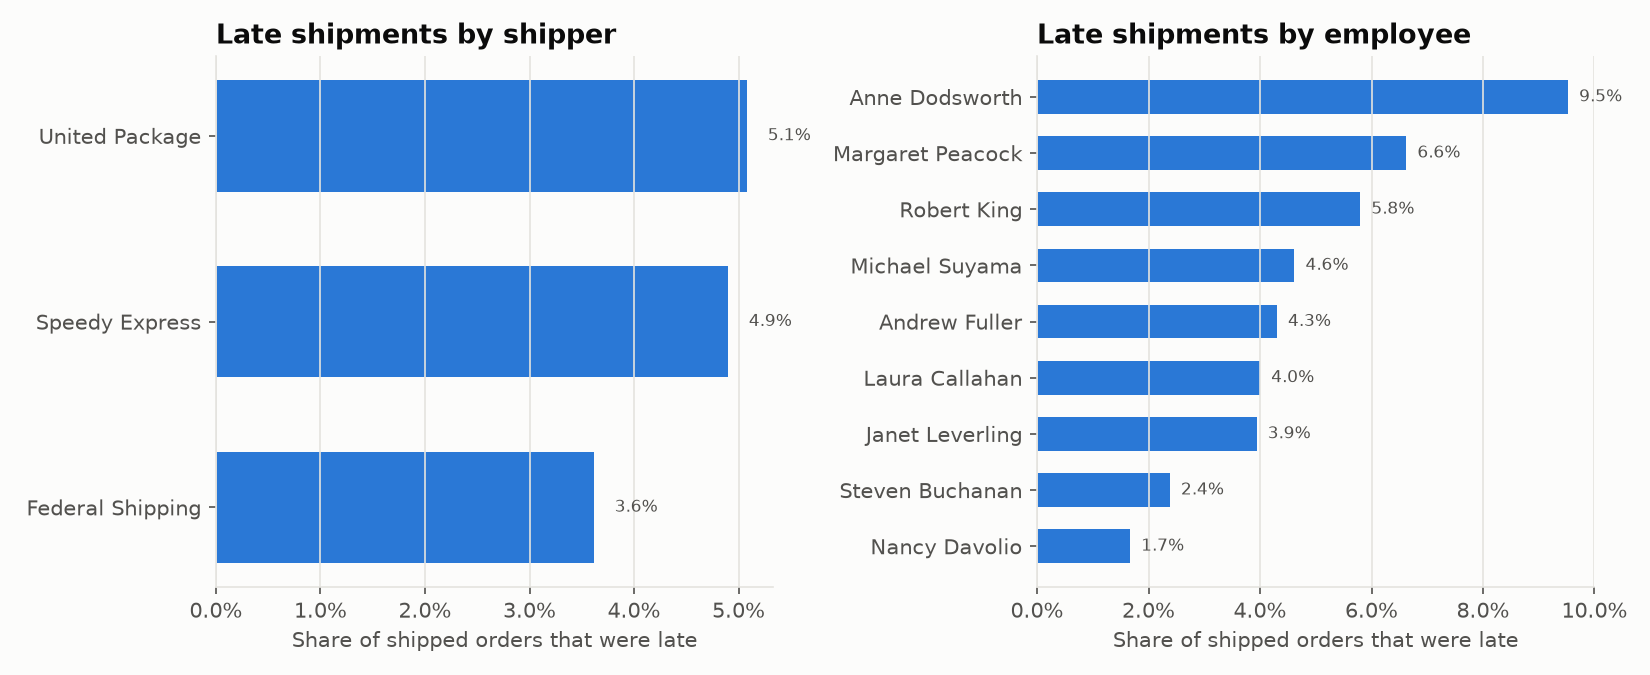 Late shipments by shipper
United Package
5.1%
Speedy Express
4.9%
Federal Shipping
3.6%
0.0% 1.0% 2.0% 3.0% 4.0% 5.0%
Share of shipped orders that were late
Late shipments by employee
Anne Dodsworth
9.5%
Margaret Peacock
6.6%
Robert King
5.8%
Michael Suyama
4.6%
Andrew Fuller
4.3%
Laura Callahan
4.0%
Janet Leverling
3.9%
Steven Buchanan
2.4%
Nancy Davolio
1.7%
0.0% 2.0% 4.0% 6.0% 8.0% 10.0%
Share of shipped orders that were late